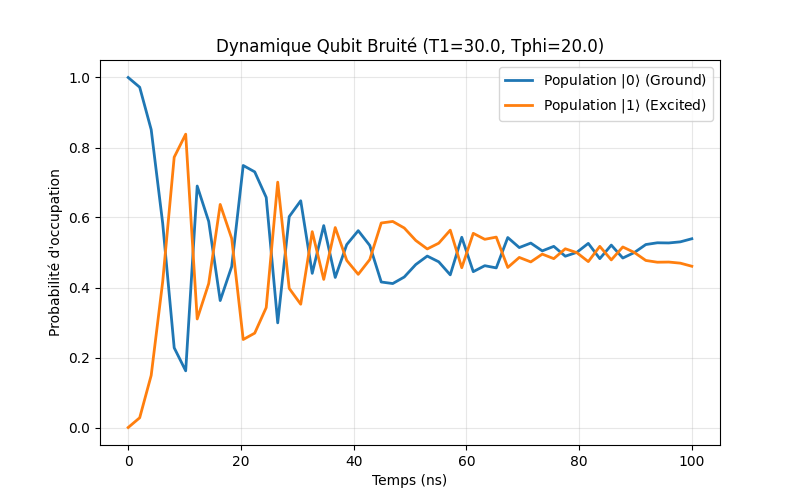 Dynamique Qubit Bruité (T1=30.0, Tphi=20.0)
Population |0⟩ (Ground)
Population |1⟩ (Excited)
Probabilité d'occupation
1.0
0.8
0.6
0.4
0.2
0.0
0 20 40 60 80 100
Temps (ns)